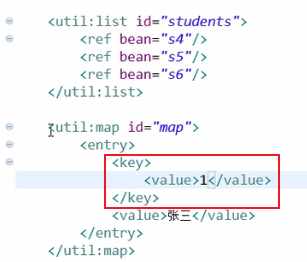 <util:list id="students">
<ref bean="s4"/>
<ref bean="s5"/>
<ref bean="s6"/>
</util:list>
<util:map id="map">
<entry>
<key>
<value>1</value>
</key>
<value>张三</value>
</entry>
</util:map>